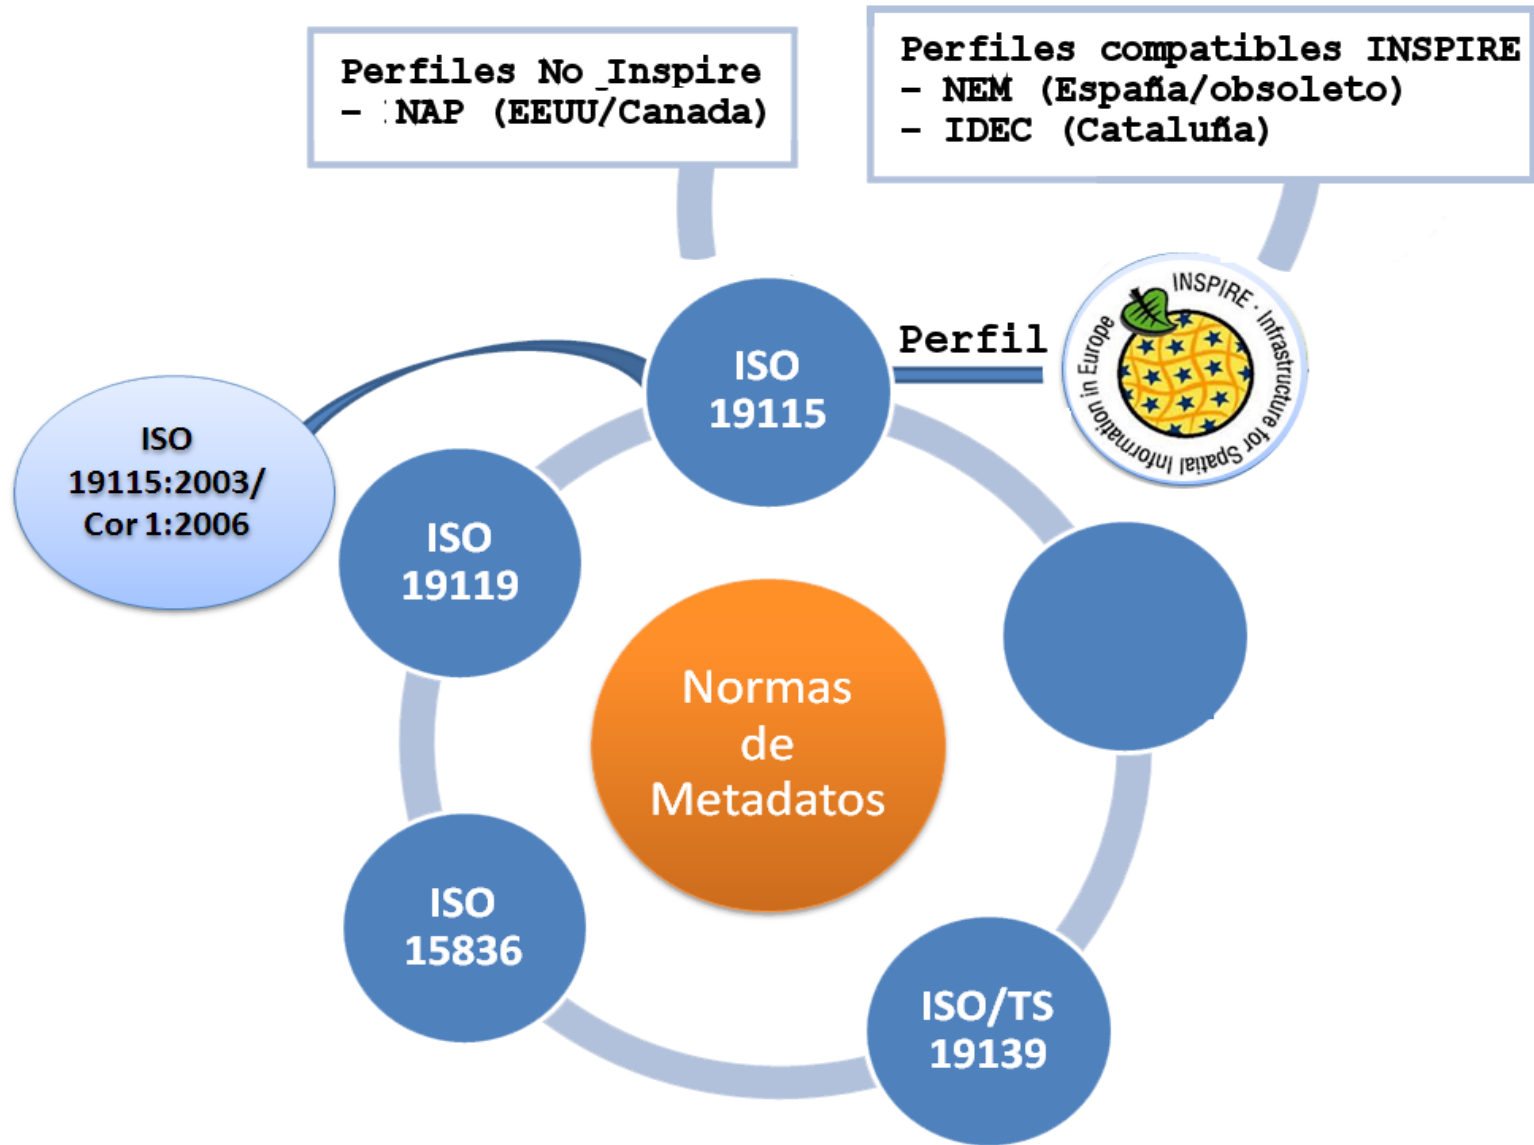 Perfiles No_Inspire
- NAP (EEUU/Canada)
Perfiles compatibles INSPIRE
- NEM (España/obsoleto)
- IDEC (Cataluña)
INSPIRE · Infrastructure for Spatial Information in Europe
Perfil
ISO
19115
ISO
19115:2003/
Cor 1:2006
ISO
19119
Normas
de
Metadatos
ISO
15836
ISO/TS
19139